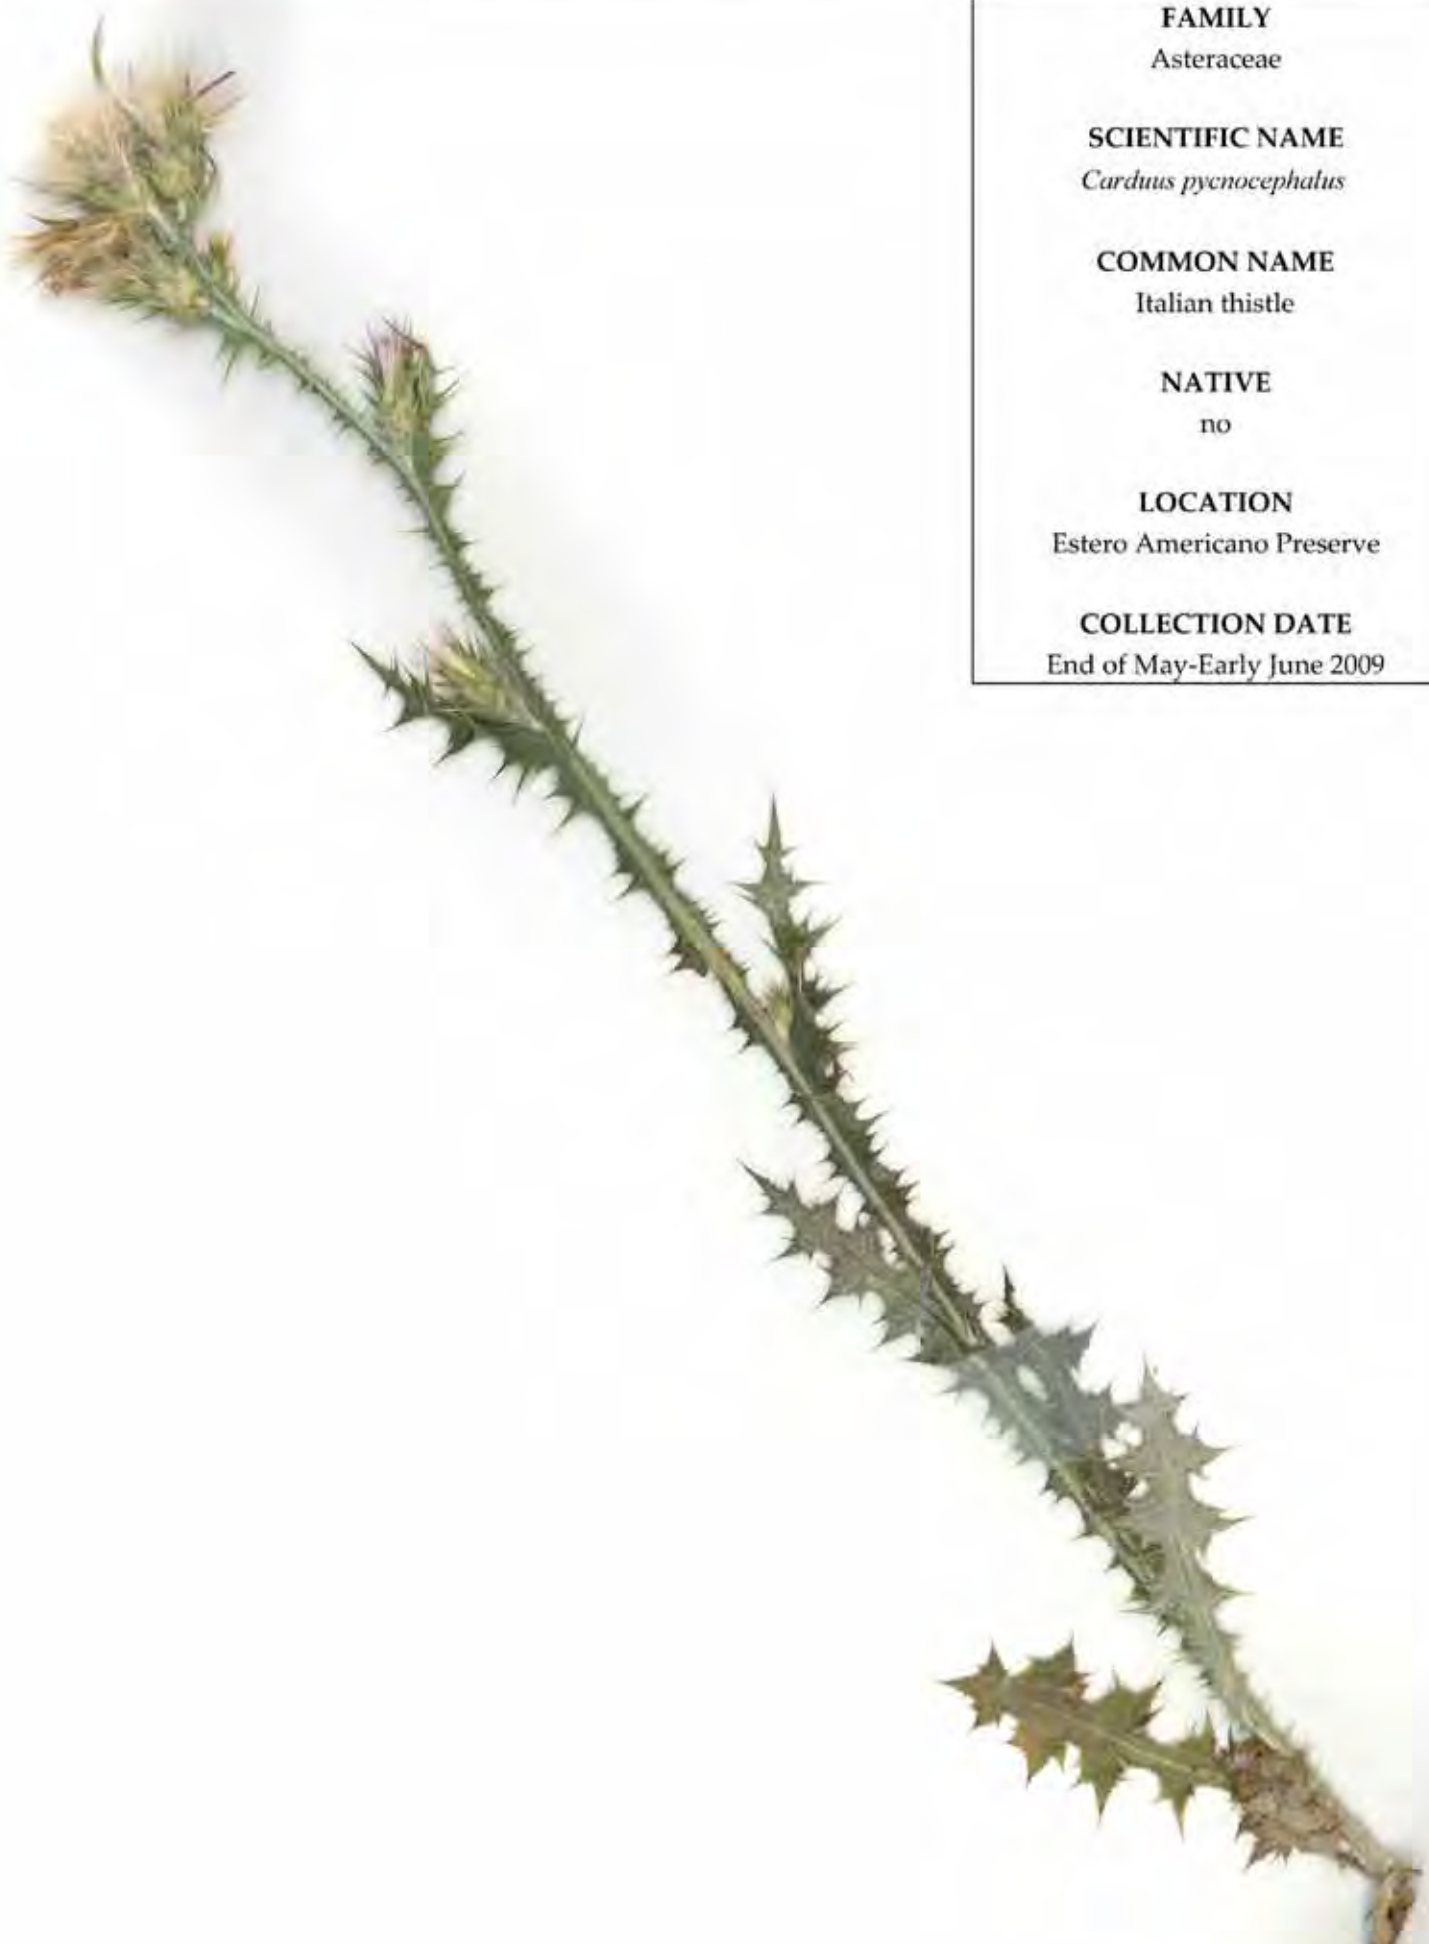 FAMILY
Asteraceae
SCIENTIFIC NAME
Carduus pycnocephalus
COMMON NAME
Italian thistle
NATIVE
no
LOCATION
Estero Americano Preserve
COLLECTION DATE
End of May-Early June 2009